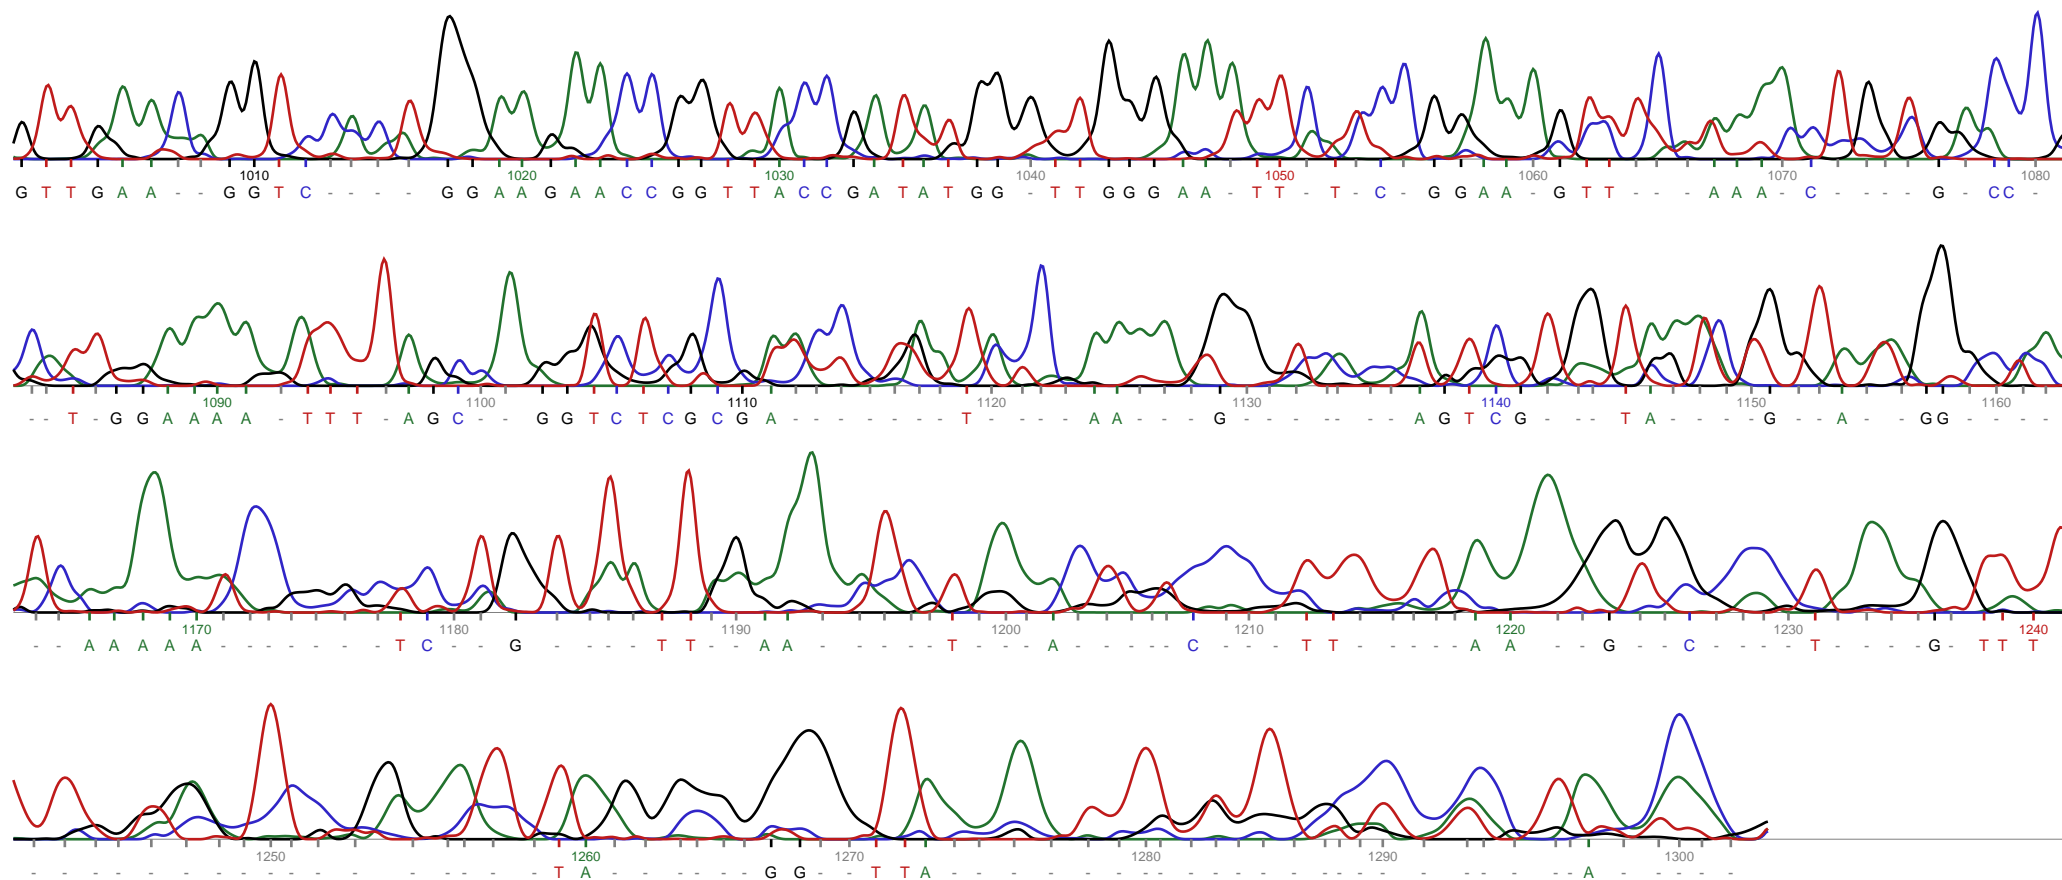 1010 1020 1030 1040 1050 1060 1070 1080
G T T G A A - - G G T C - - - - G G A A G A A C C G G T T A C C G A T A T G G - T T G G G A A - T T - T - C - G G A A - G T T - - - A A A - C - - - - G - C C -
1090 1100 1110 1120 1130 1140 1150 1160
- - T - G G A A A A - T T T - A G C - - G G T C T C G C G A - - - - - - - T - - - - A A - - - G - - - - - - - A G T C G - - - T A - - - - G - - A - - G G - - - -
1170 1180 1190 1200 1210 1220 1230 1240
- - A A A A A - - - - - - - T C - - G - - - - T T - - A A - - - - - T - - - A - - - - - C - - - T T - - - - - A A - - G - - C - - - - T - - - - G - T T T
1250 1260 1270 1280 1290 1300
- - - - - - - - - - - - - - - - - - T A - - - - - - G G - - T T A - - - - - - - - - - - - - - - - - - - - - - - A - - - - -